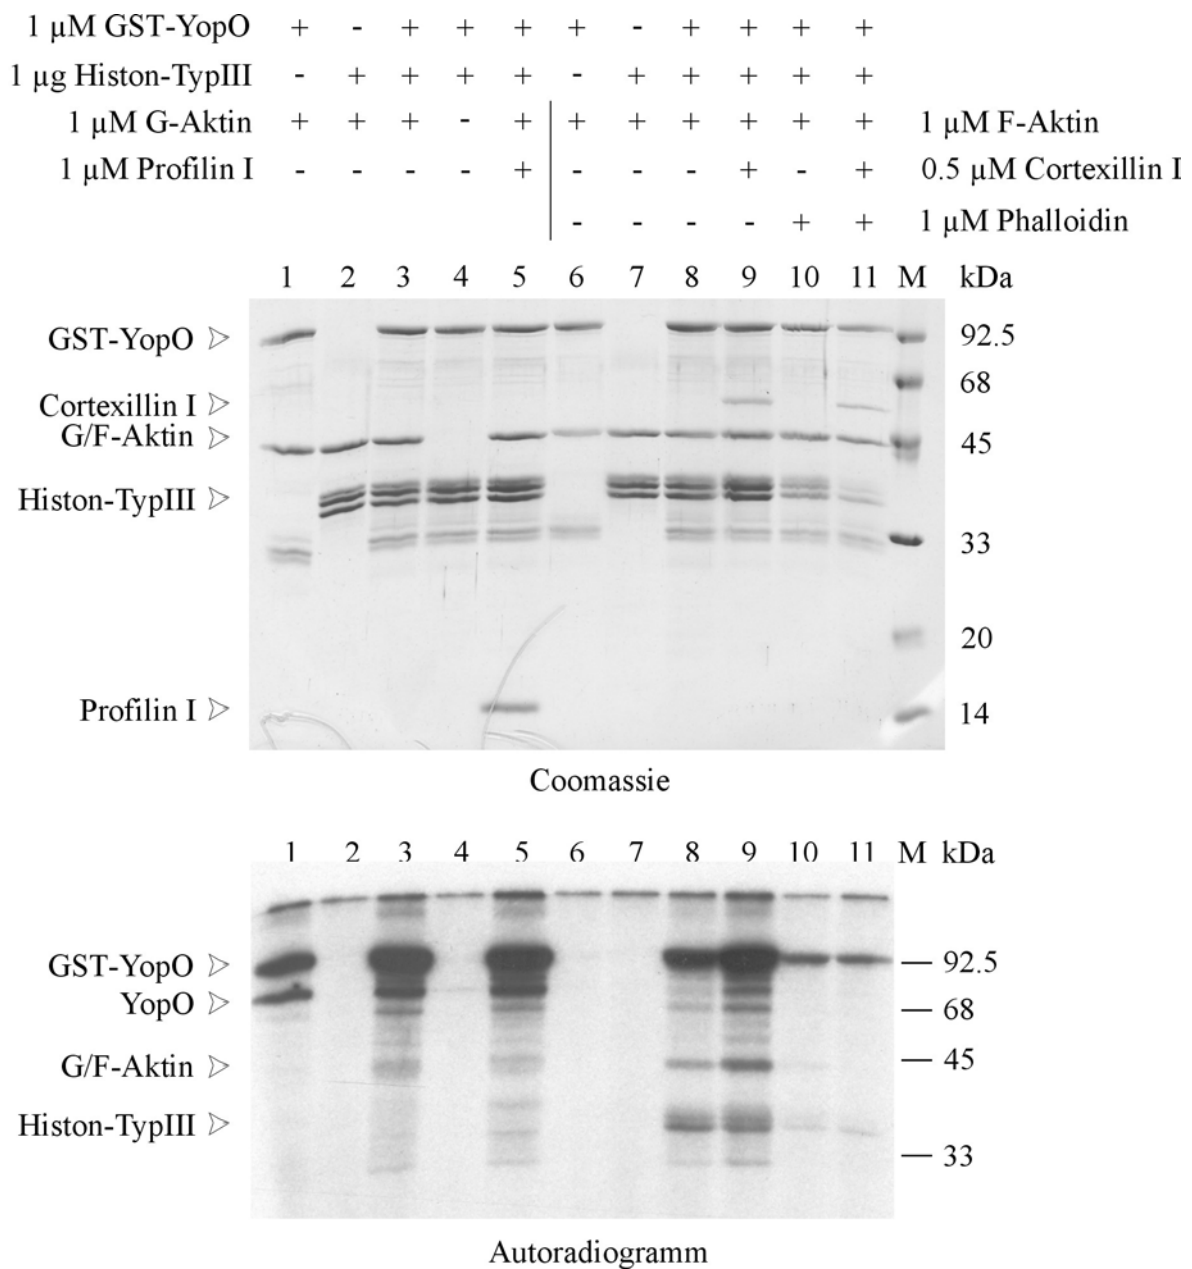 1 µM GST-YopO + - + + + + - + + + +
1 µg Histon-TypIII - + + + + - + + + + +
1 µM G-Aktin + + + - + + + + + + + 1 µM F-Aktin
1 µM Profilin I - - - - + - - - + - + 0.5 µM Cortexillin I
- - - - + + 1 µM Phalloidin
1 2 3 4 5 6 7 8 9 10 11 M kDa
GST-YopO 92.5
68
Cortexillin I
G/F-Aktin 45
Histon-TypIII
33
20
Profilin I 14
Coomassie
1 2 3 4 5 6 7 8 9 10 11 M kDa
GST-YopO 92.5
YopO 68
G/F-Aktin 45
Histon-TypIII
33
Autoradiogramm